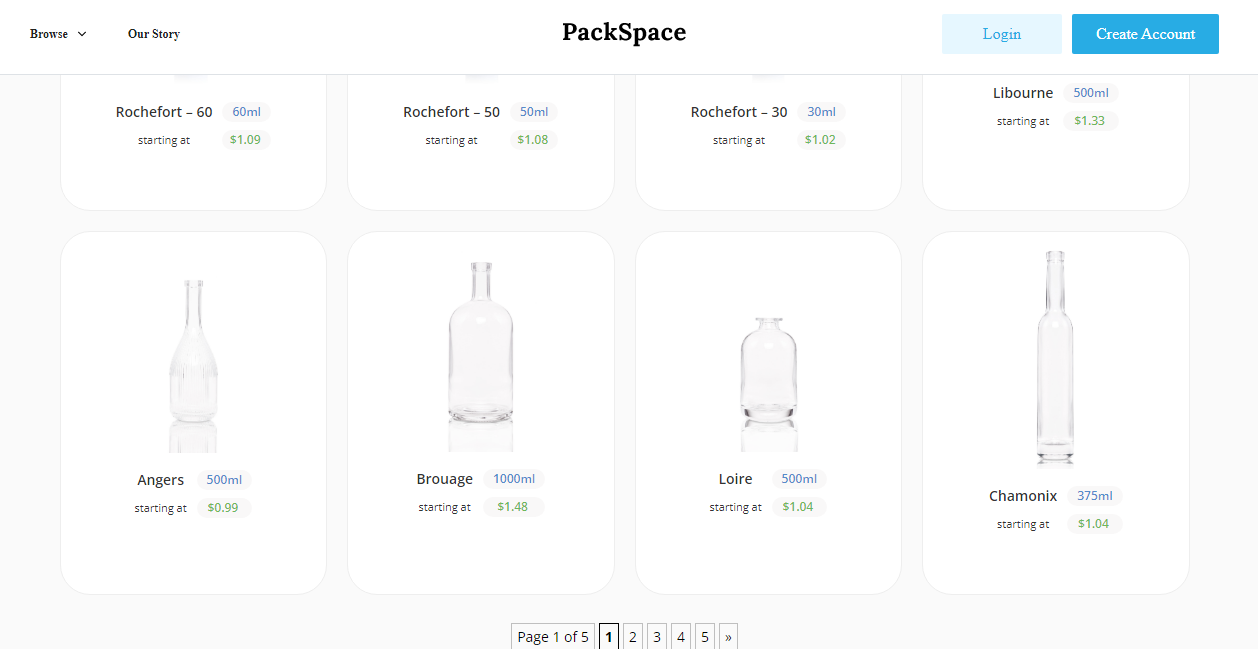 Browse
Our Story
PackSpace
Login
Create Account
Rochefort – 60 60ml
starting at $1.09
Rochefort – 50 50ml
starting at $1.08
Rochefort – 30 30ml
starting at $1.02
Libourne 500ml
starting at $1.33
Angers 500ml
starting at $0.99
Brouage 1000ml
starting at $1.48
Loire 500ml
starting at $1.04
Chamonix 375ml
starting at $1.04
Page 1 of 5 1 2 3 4 5 »